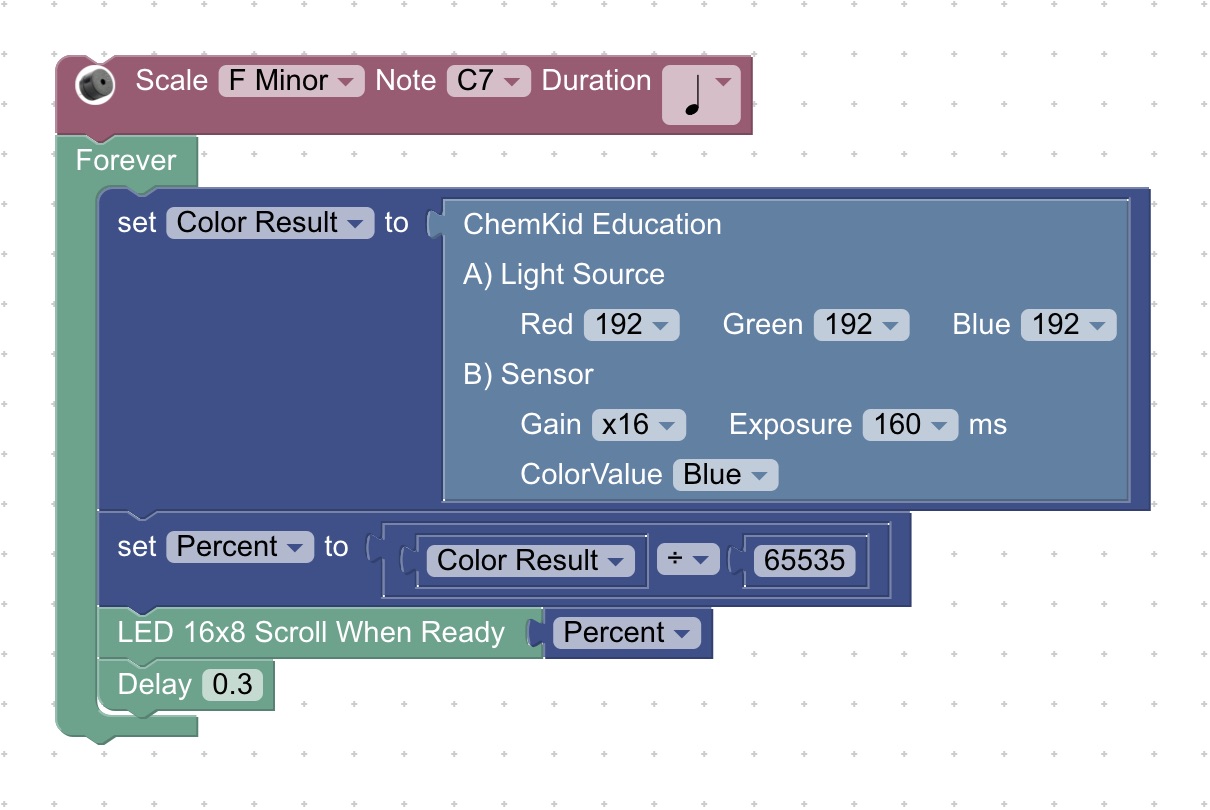 Scale F Minor Note C7 Duration
Forever
set Color Result to
ChemKid Education
A) Light Source
Red 192 Green 192 Blue 192
B) Sensor
Gain x16 Exposure 160 ms
ColorValue Blue
set Percent to Color Result ÷ 65535
LED 16x8 Scroll When Ready Percent
Delay 0.3